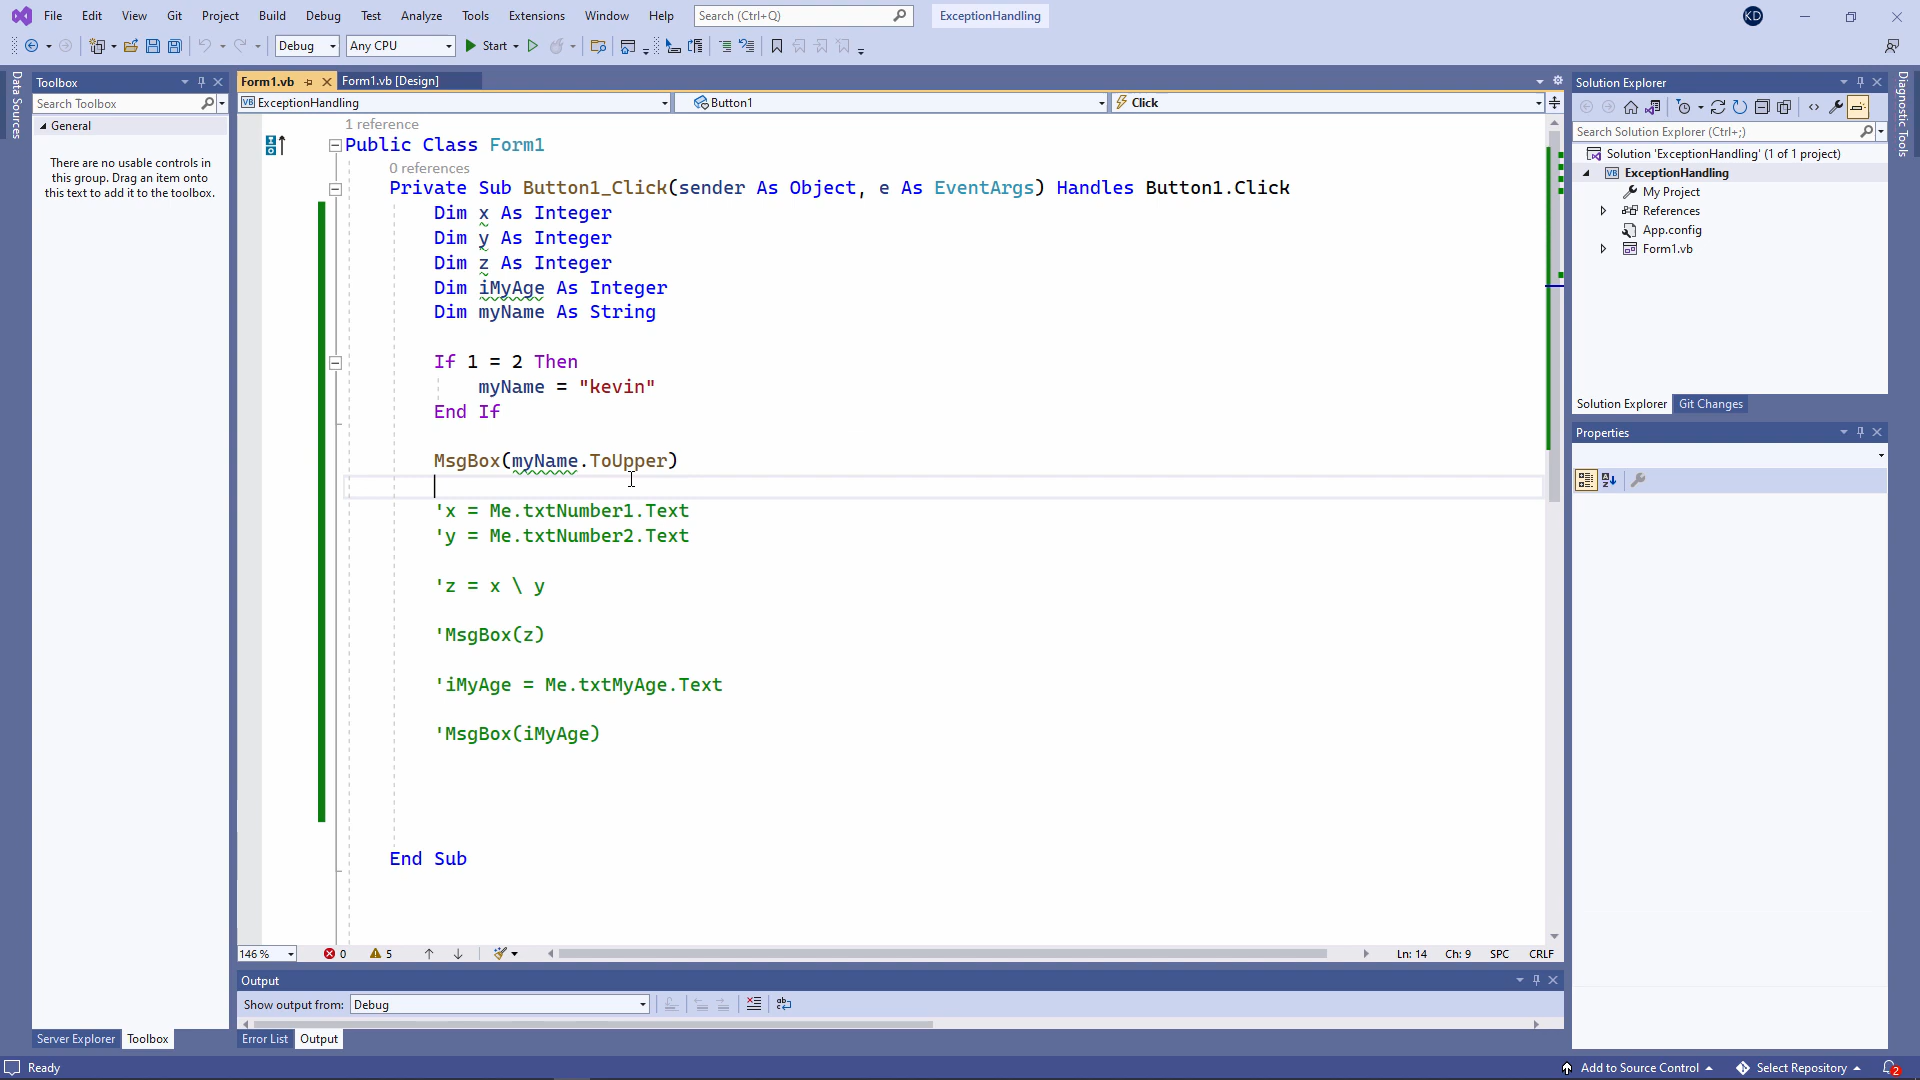 File Edit View Git Project Build Debug Test Analyze Tools Extensions Window Help Search (Ctrl+Q) ExceptionHandling KD
Debug Any CPU Start
Data Sources
Toolbox
Search Toolbox
General
There are no usable controls in
this group. Drag an item onto
this text to add it to the toolbox.
Server Explorer Toolbox
Form1.vb Form1.vb [Design]
VB ExceptionHandling Button1 Click
1 reference
Public Class Form1
0 references
Private Sub Button1_Click(sender As Object, e As EventArgs) Handles Button1.Click
Dim x As Integer
Dim y As Integer
Dim z As Integer
Dim iMyAge As Integer
Dim myName As String
If 1 = 2 Then
myName = "kevin"
End If
MsgBox(myName.ToUpper)
'x = Me.txtNumber1.Text
'y = Me.txtNumber2.Text
'z = x \ y
'MsgBox(z)
'iMyAge = Me.txtMyAge.Text
'MsgBox(iMyAge)
End Sub
146 % 0 5 Ln: 14 Ch: 9 SPC CRLF
Output
Show output from: Debug
Error List Output
Solution Explorer
Search Solution Explorer (Ctrl+;)
Solution 'ExceptionHandling' (1 of 1 project)
VB ExceptionHandling
My Project
References
App.config
Form1.vb
Solution Explorer Git Changes
Properties
Diagnostic Tools
Ready Add to Source Control Select Repository 2